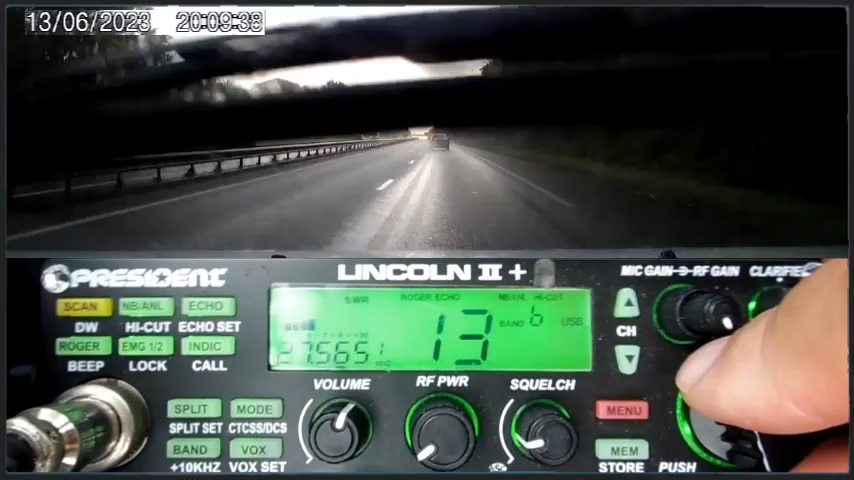 13/06/2023 20:09:38
PRESIDENT
LINCOLN II +
MIC GAIN RF GAIN CLARIFIE
SCAN NB/ANL ECHO
DW HI-CUT ECHO SET
ROGER EMG 1/2 INDIC
BEEP LOCK CALL
SWR ROGER ECHO NB/ANL HI-CUT
13 BAND b USB
27.565
CH
VOLUME RF PWR SQUELCH
SPLIT MODE
SPLIT SET CTCSS/DCS
BAND VOX
+10KHZ VOX SET
MENU
MEM
STORE PUSH